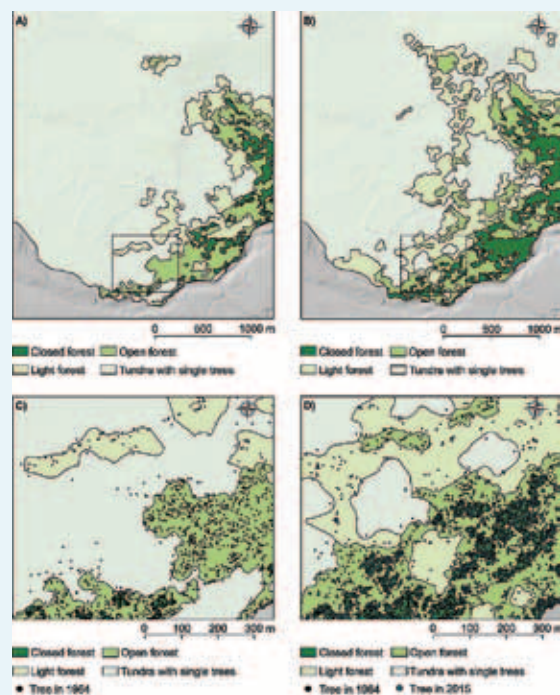 A)
B)
0 500 1000 m
0 500 1000 m
Closed forest Open forest
Light forest Tundra with single trees
Closed forest Open forest
Light forest Tundra with single trees
C)
D)
0 100 200 300 m
0 100 200 300 m
Closed forest Open forest
Light forest Tundra with single trees
Tree in 1964
Closed forest Open forest
Light forest Tundra with single trees
Tree in 1964 Tree in 2015